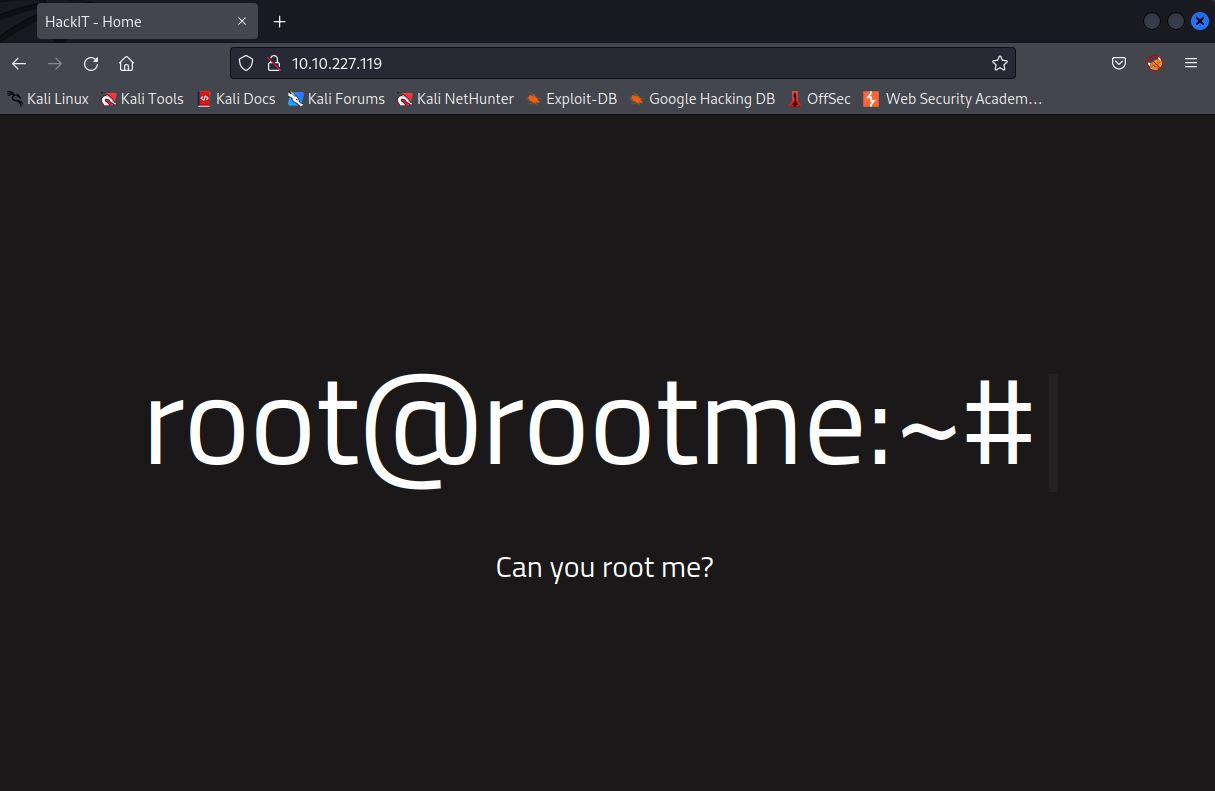 HackIT - Home
10.10.227.119
Kali Linux Kali Tools Kali Docs Kali Forums Kali NetHunter Exploit-DB Google Hacking DB OffSec Web Security Academ…
root@rootme:~#
Can you root me?